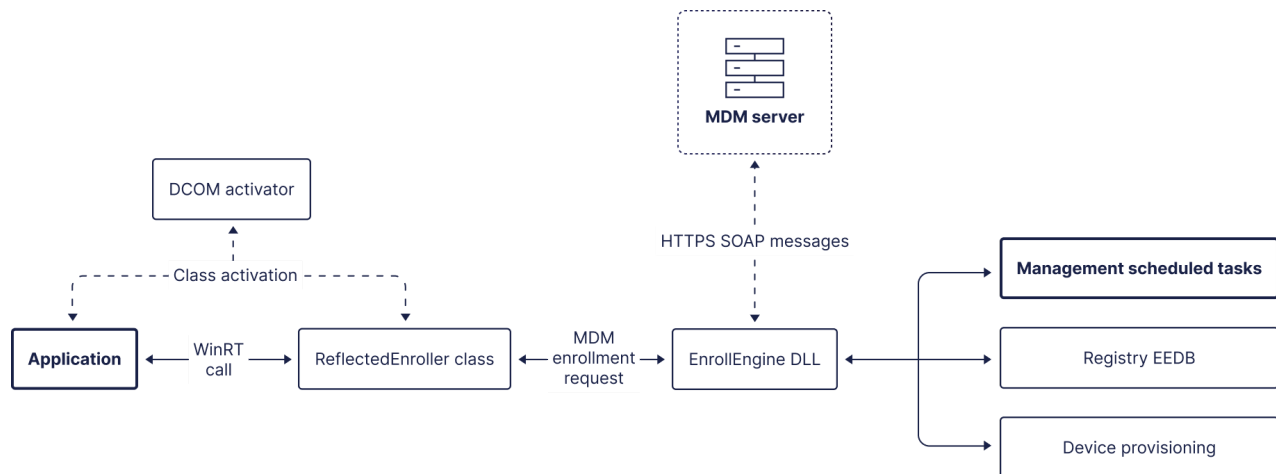 MDM server
DCOM activator
HTTPS SOAP messages
Class activation
Management scheduled tasks
Application
WinRT
call
ReflectedEnroller class
MDM
enrollment
request
EnrollEngine DLL
Registry EEDB
Device provisioning